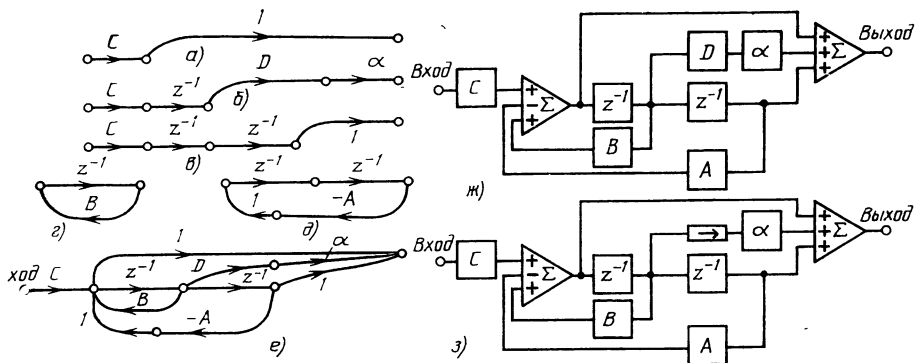 C 1
а)
C z⁻¹ D α
б)
C z⁻¹ z⁻¹ 1
в)
z⁻¹
B
г)
z⁻¹ z⁻¹
1 -A
д)
ход C 1 z⁻¹ D z⁻¹ α 1
B
1 -A
е)
Вход C + - + Σ z⁻¹ z⁻¹ D α + + + Σ Выход
B
A
ж)
Вход C + - + Σ z⁻¹ z⁻¹ → α + + + Σ Выход
B
A
з)